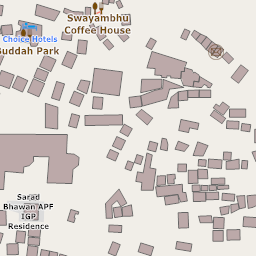 Swayambhu
Coffee House
Choice Hotels
Buddah Park
Sarad
Bhawan APF
IGP
Residence